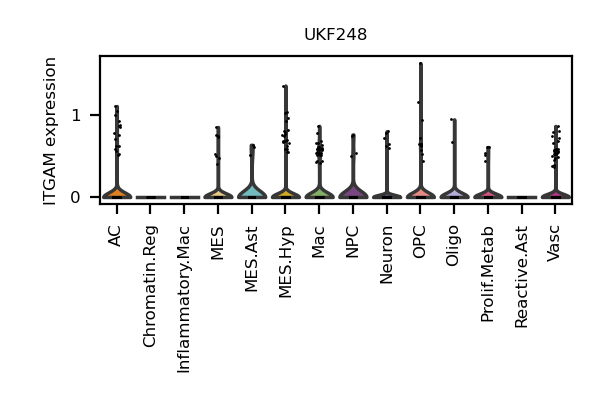 UKF248
ITGAM expression
1
0
AC
Chromatin.Reg
Inflammatory.Mac
MES
MES.Ast
MES.Hyp
Mac
NPC
Neuron
OPC
Oligo
Prolif.Metab
Reactive.Ast
Vasc